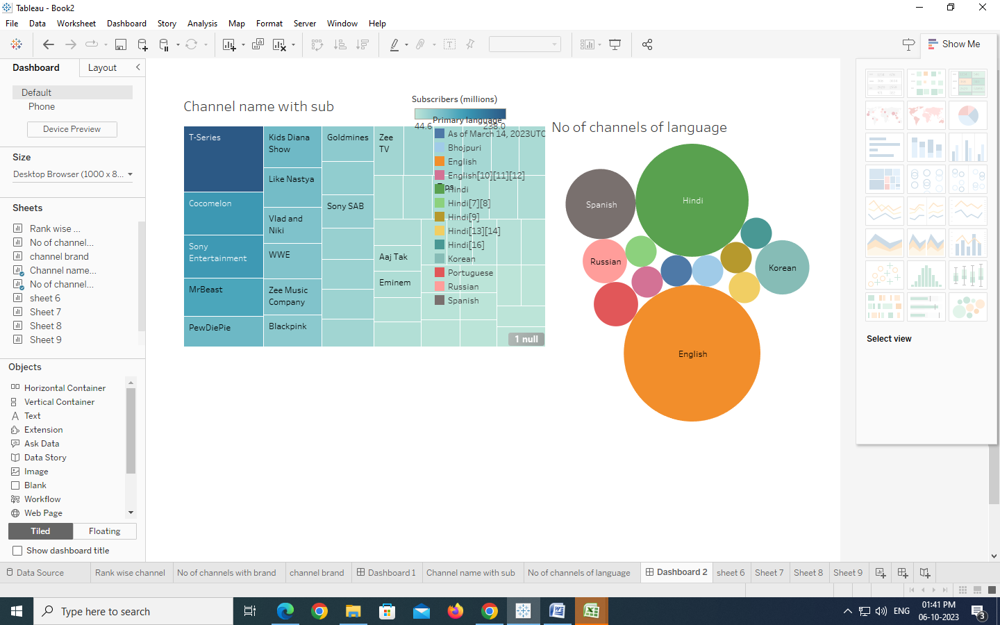 Tableau - Book2
File Data Worksheet Dashboard Story Analysis Map Format Server Window Help
Show Me
Dashboard Layout
Default
Phone
Device Preview
Size
Desktop Browser (1000 x 8...
Sheets
Rank wise ...
No of channel...
channel brand
Channel name...
No of channel...
sheet 6
Sheet 7
Sheet 8
Sheet 9
Objects
Horizontal Container
Vertical Container
Text
Extension
Ask Data
Data Story
Image
Blank
Workflow
Web Page
Tiled Floating
Show dashboard title
Channel name with sub
Subscribers (millions)
44.6 238.0
T-Series
Cocomelon
Sony
Entertainment
MrBeast
PewDiePie
Kids Diana
Show
Like Nastya
Vlad and
Niki
WWE
Zee Music
Company
Blackpink
Goldmines
Sony SAB
Zee
TV
Aaj Tak
Eminem
1 null
Primary language
As of March 14, 2023UTC
Bhojpuri
English
English[10][11][12]
Hindi
Hindi[7][8]
Hindi[9]
Hindi[13][14]
Hindi[16]
Korean
Portuguese
Russian
Spanish
No of channels of language
Spanish
Hindi
Russian
Korean
English
Select view
Data Source Rank wise channel No of channels with brand channel brand Dashboard 1 Channel name with sub No of channels of language Dashboard 2 sheet 6 Sheet 7 Sheet 8 Sheet 9
Type here to search
ENG
01:41 PM
06-10-2023
3